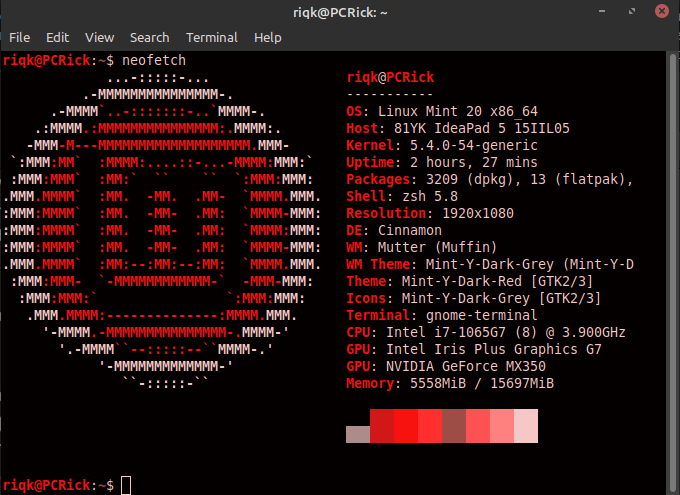 riqk@PCRick: ~
File Edit View Search Terminal Help
riqk@PCRick:~$ neofetch
riqk@PCRick
-----------
OS: Linux Mint 20 x86_64
Host: 81YK IdeaPad 5 15IIL05
Kernel: 5.4.0-54-generic
Uptime: 2 hours, 27 mins
Packages: 3209 (dpkg), 13 (flatpak),
Shell: zsh 5.8
Resolution: 1920x1080
DE: Cinnamon
WM: Mutter (Muffin)
WM Theme: Mint-Y-Dark-Grey (Mint-Y-D
Theme: Mint-Y-Dark-Red [GTK2/3]
Icons: Mint-Y-Dark-Grey [GTK2/3]
Terminal: gnome-terminal
CPU: Intel i7-1065G7 (8) @ 3.900GHz
GPU: Intel Iris Plus Graphics G7
GPU: NVIDIA GeForce MX350
Memory: 5558MiB / 15697MiB
riqk@PCRick:~$